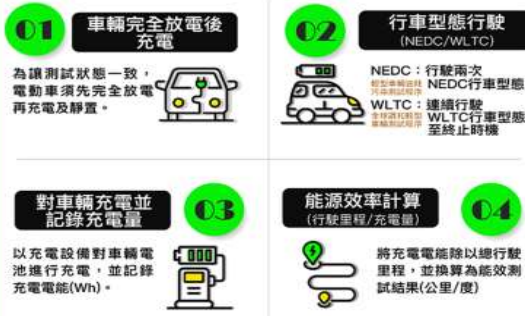 01
車輛完全放電後
充電
為讓測試狀態一致，
電動車須先完全放電
再充電及靜置。
02
行車型態行駛
(NEDC/WLTC)
NEDC：行駛兩次
NEDC行車型態
WLTC：連續行駛
WLTC行車型態
至終止時機
對車輛充電並
記錄充電量
03
以充電設備對車輛電
池進行充電，並記錄
充電電能(Wh)。
能源效率計算
(行駛里程/充電量)
04
將充電電能除以總行駛
里程，並換算為能效測
試結果(公里/度)